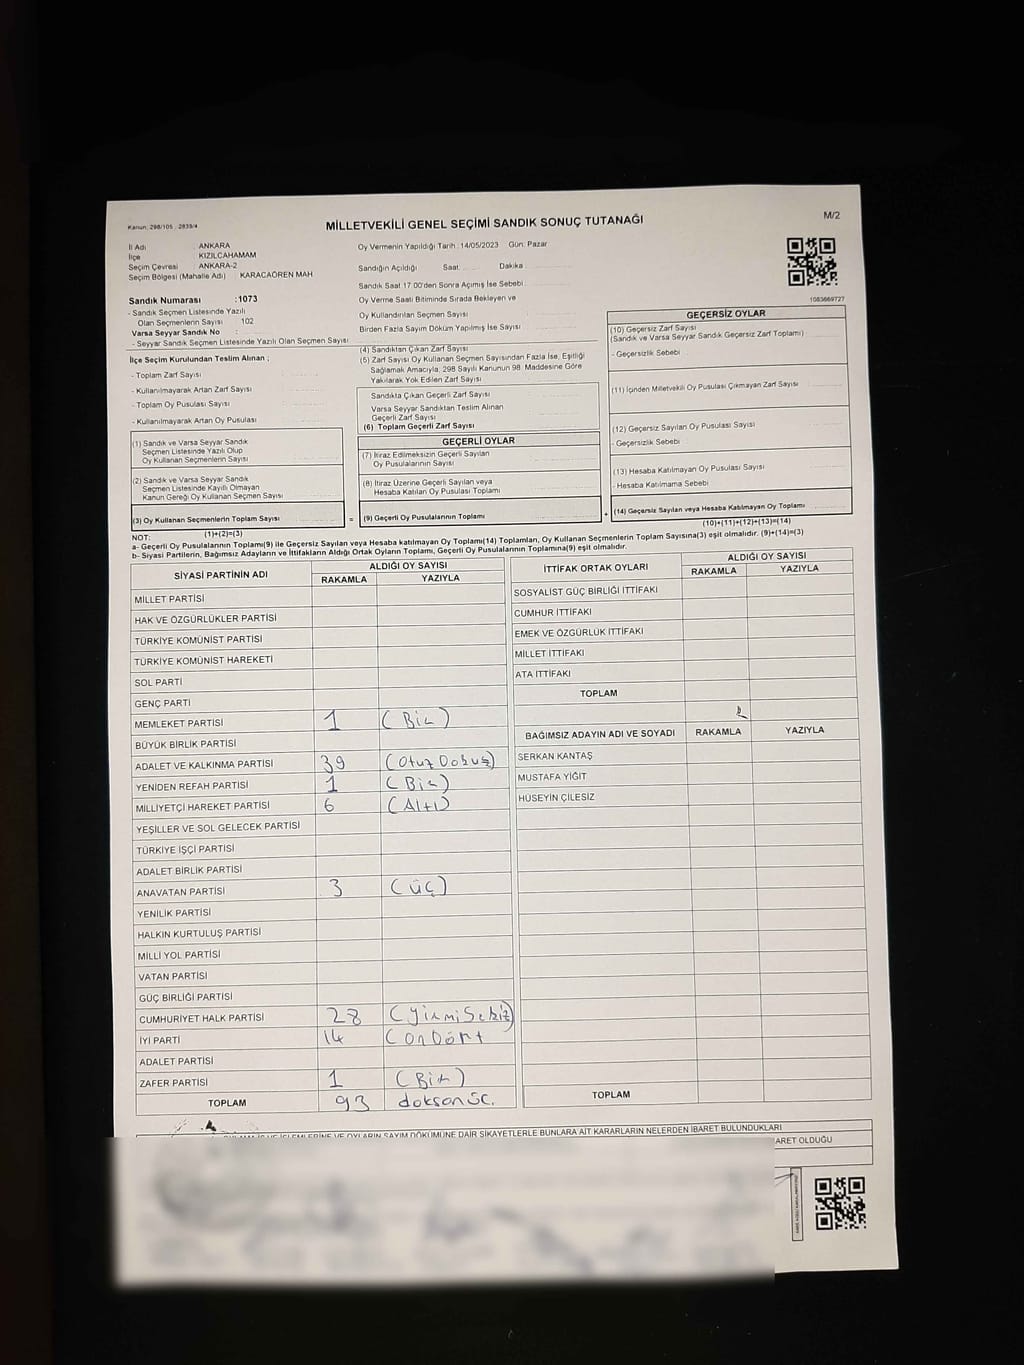 Kanun: 298/105 , 2839/4
MİLLETVEKİLİ GENEL SEÇİMİ SANDIK SONUÇ TUTANAĞI
M/2
İl Adı : ANKARA
İlçe : KIZILCAHAMAM
Seçim Çevresi : ANKARA-2
Seçim Bölgesi (Mahalle Adı) : KARACAÖREN MAH
Sandık Numarası :1073
- Sandık Seçmen Listesinde Yazılı
Olan Seçmenlerin Sayısı : 102
Varsa Seyyar Sandık No :
- Seyyar Sandık Seçmen Listesinde Yazılı Olan Seçmen Sayısı
Oy Vermenin Yapıldığı Tarih : 14/05/2023 Gün: Pazar
Sandığın Açıldığı Saat: Dakika
Sandık Saat 17.00'den Sonra Açımış İse Sebebi :
Oy Verme Saati Bitiminde Sırada Bekleyen ve
Oy Kullandırılan Seçmen Sayısı
Birden Fazla Sayım Döküm Yapılmış İse Sayısı
1083669727
İlçe Seçim Kurulundan Teslim Alınan ;
- Toplam Zarf Sayısı
- Kullanılmayarak Artan Zarf Sayısı
- Toplam Oy Pusulası Sayısı
- Kullanılmayarak Artan Oy Pusulası
(1) Sandık ve Varsa Seyyar Sandık
Seçmen Listesinde Yazılı Olup
Oy Kullanan Seçmenlerin Sayısı
(2) Sandık ve Varsa Seyyar Sandık
Seçmen Listesinde Kayıtlı Olmayan
Kanun Gereği Oy Kullanan Seçmen Sayısı
(3) Oy Kullanan Seçmenlerin Toplam Sayısı
(1)+(2)=(3)
(4) Sandıktan Çıkan Zarf Sayısı
(5) Zarf Sayısı Oy Kullanan Seçmen Sayısından Fazla İse, Eşitliği
Sağlamak Amacıyla, 298 Sayılı Kanunun 98. Maddesine Göre
Yakılarak Yok Edilen Zarf Sayısı
Sandıkta Çıkan Geçerli Zarf Sayısı
Varsa Seyyar Sandıktan Teslim Alınan
Geçerli Zarf Sayısı
(6) Toplam Geçerli Zarf Sayısı
GEÇERLİ OYLAR
(7) İtiraz Edilmeksizin Geçerli Sayılan
Oy Pusulalarının Sayısı
(8) İtiraz Üzerine Geçerli Sayılan veya
Hesaba Katılan Oy Pusulası Toplamı
= (9) Geçerli Oy Pusulalarının Toplamı +
GEÇERSİZ OYLAR
(10) Geçersiz Zarf Sayısı
(Sandık ve Varsa Seyyar Sandık Geçersiz Zarf Toplamı)
- Geçersizlik Sebebi
(11) İçinden Milletvekili Oy Pusulası Çıkmayan Zarf Sayısı
(12) Geçersiz Sayılan Oy Pusulası Sayısı
- Geçersizlik Sebebi
(13) Hesaba Katılmayan Oy Pusulası Sayısı
- Hesaba Katılmama Sebebi
(14) Geçersiz Sayılan veya Hesaba Katılmayan Oy Toplamı
(10)+(11)+(12)+(13)=(14)
NOT:
a- Geçerli Oy Pusulalarının Toplamı(9) ile Geçersiz Sayılan veya Hesaba katılmayan Oy Toplamı(14) Toplamları, Oy Kullanan Seçmenlerin Toplam Sayısına(3) eşit olmalıdır. (9)+(14)=(3)
b- Siyasi Partilerin, Bağımsız Adayların ve İttifakların Aldığı Ortak Oyların Toplamı, Geçerli Oy Pusulalarının Toplamına(9) eşit olmalıdır.
SİYASİ PARTİNİN ADI ALDIĞI OY SAYISI
RAKAMLA YAZIYLA
MİLLET PARTİSİ
HAK VE ÖZGÜRLÜKLER PARTİSİ
TÜRKİYE KOMÜNİST PARTİSİ
TÜRKİYE KOMÜNİST HAREKETİ
SOL PARTİ
GENÇ PARTİ
MEMLEKET PARTİSİ 1 (Bir)
BÜYÜK BİRLİK PARTİSİ
ADALET VE KALKINMA PARTİSİ 39 (Otuz Dokuz)
YENİDEN REFAH PARTİSİ 1 (Bir)
MİLLİYETÇİ HAREKET PARTİSİ 6 (Altı)
YEŞİLLER VE SOL GELECEK PARTİSİ
TÜRKİYE İŞÇİ PARTİSİ
ADALET BİRLİK PARTİSİ
ANAVATAN PARTİSİ 3 (üç)
YENİLİK PARTİSİ
HALKIN KURTULUŞ PARTİSİ
MİLLİ YOL PARTİSİ
VATAN PARTİSİ
GÜÇ BİRLİĞİ PARTİSİ
CUMHURİYET HALK PARTİSİ 28 (YirmiSekiz)
İYİ PARTİ 14 (onDört
ADALET PARTİSİ
ZAFER PARTİSİ 1 (Bir)
TOPLAM 93 doksanüç.
İTTİFAK ORTAK OYLARI ALDIĞI OY SAYISI
RAKAMLA YAZIYLA
SOSYALİST GÜÇ BİRLİĞİ İTTİFAKI
CUMHUR İTTİFAKI
EMEK VE ÖZGÜRLÜK İTTİFAKI
MİLLET İTTİFAKI
ATA İTTİFAKI
TOPLAM
BAĞIMSIZ ADAYIN ADI VE SOYADI RAKAMLA YAZIYLA
SERKAN KANTAŞ
MUSTAFA YİĞİT
HÜSEYİN ÇİLESİZ
TOPLAM
İŞLEMLERİNE VE OYLARIN SAYIM DÖKÜMÜNE DAİR ŞİKAYETLERLE BUNLARA AİT KARARLARIN NELERDEN İBARET BULUNDUKLARI
ARET OLDUĞU